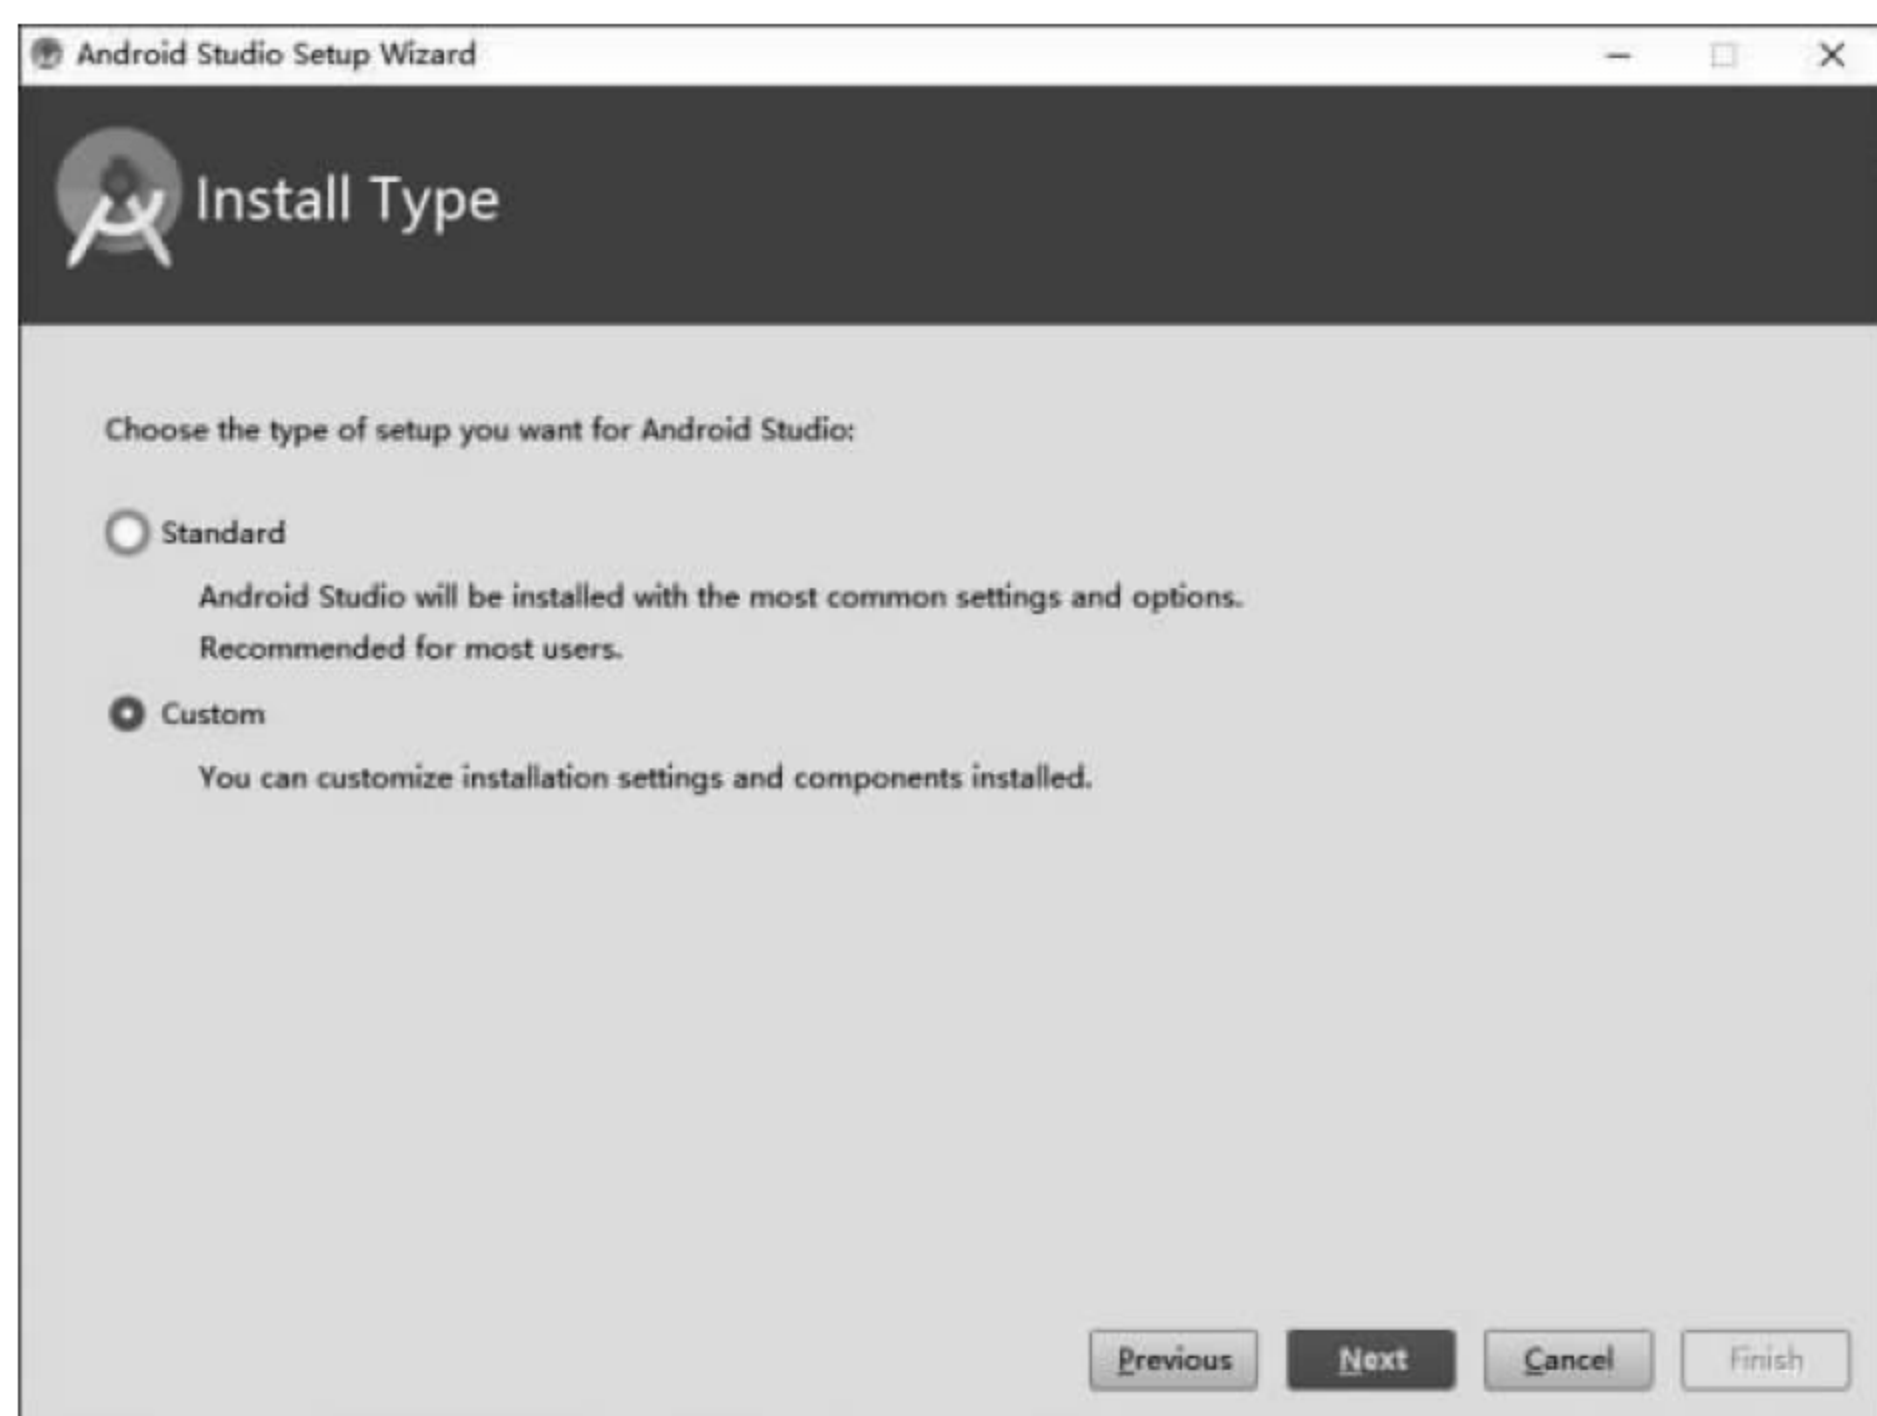 Android Studio Setup Wizard
Install Type
Choose the type of setup you want for Android Studio:
Standard
Android Studio will be installed with the most common settings and options.
Recommended for most users.
Custom
You can customize installation settings and components installed.
Previous Next Cancel Finish